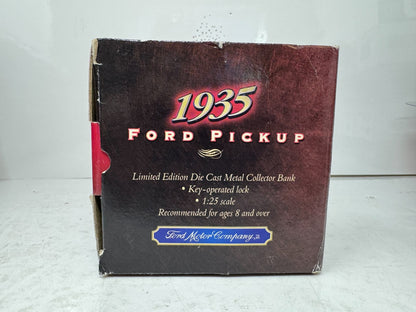 1935
FORD PICKUP
Limited Edition Die Cast Metal Collector Bank
• Key-operated lock
• 1:25 scale
Recommended for ages 8 and over
Ford Motor Company